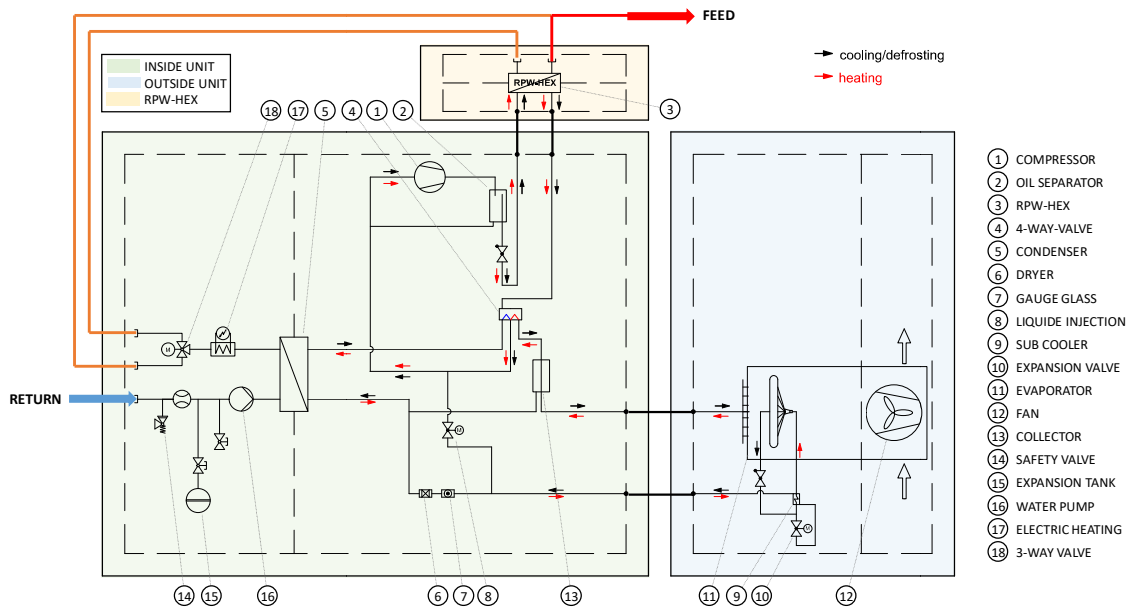 FEED
INSIDE UNIT
OUTSIDE UNIT
RPW-HEX
RPW-HEX
cooling/defrosting
heating
18 17 5 4 1 2
3
M
RETURN
M
M
14 15 16 6 7 8 13 11 9 10 12
1 COMPRESSOR
2 OIL SEPARATOR
3 RPW-HEX
4 4-WAY-VALVE
5 CONDENSER
6 DRYER
7 GAUGE GLASS
8 LIQUIDE INJECTION
9 SUB COOLER
10 EXPANSION VALVE
11 EVAPORATOR
12 FAN
13 COLLECTOR
14 SAFETY VALVE
15 EXPANSION TANK
16 WATER PUMP
17 ELECTRIC HEATING
18 3-WAY VALVE